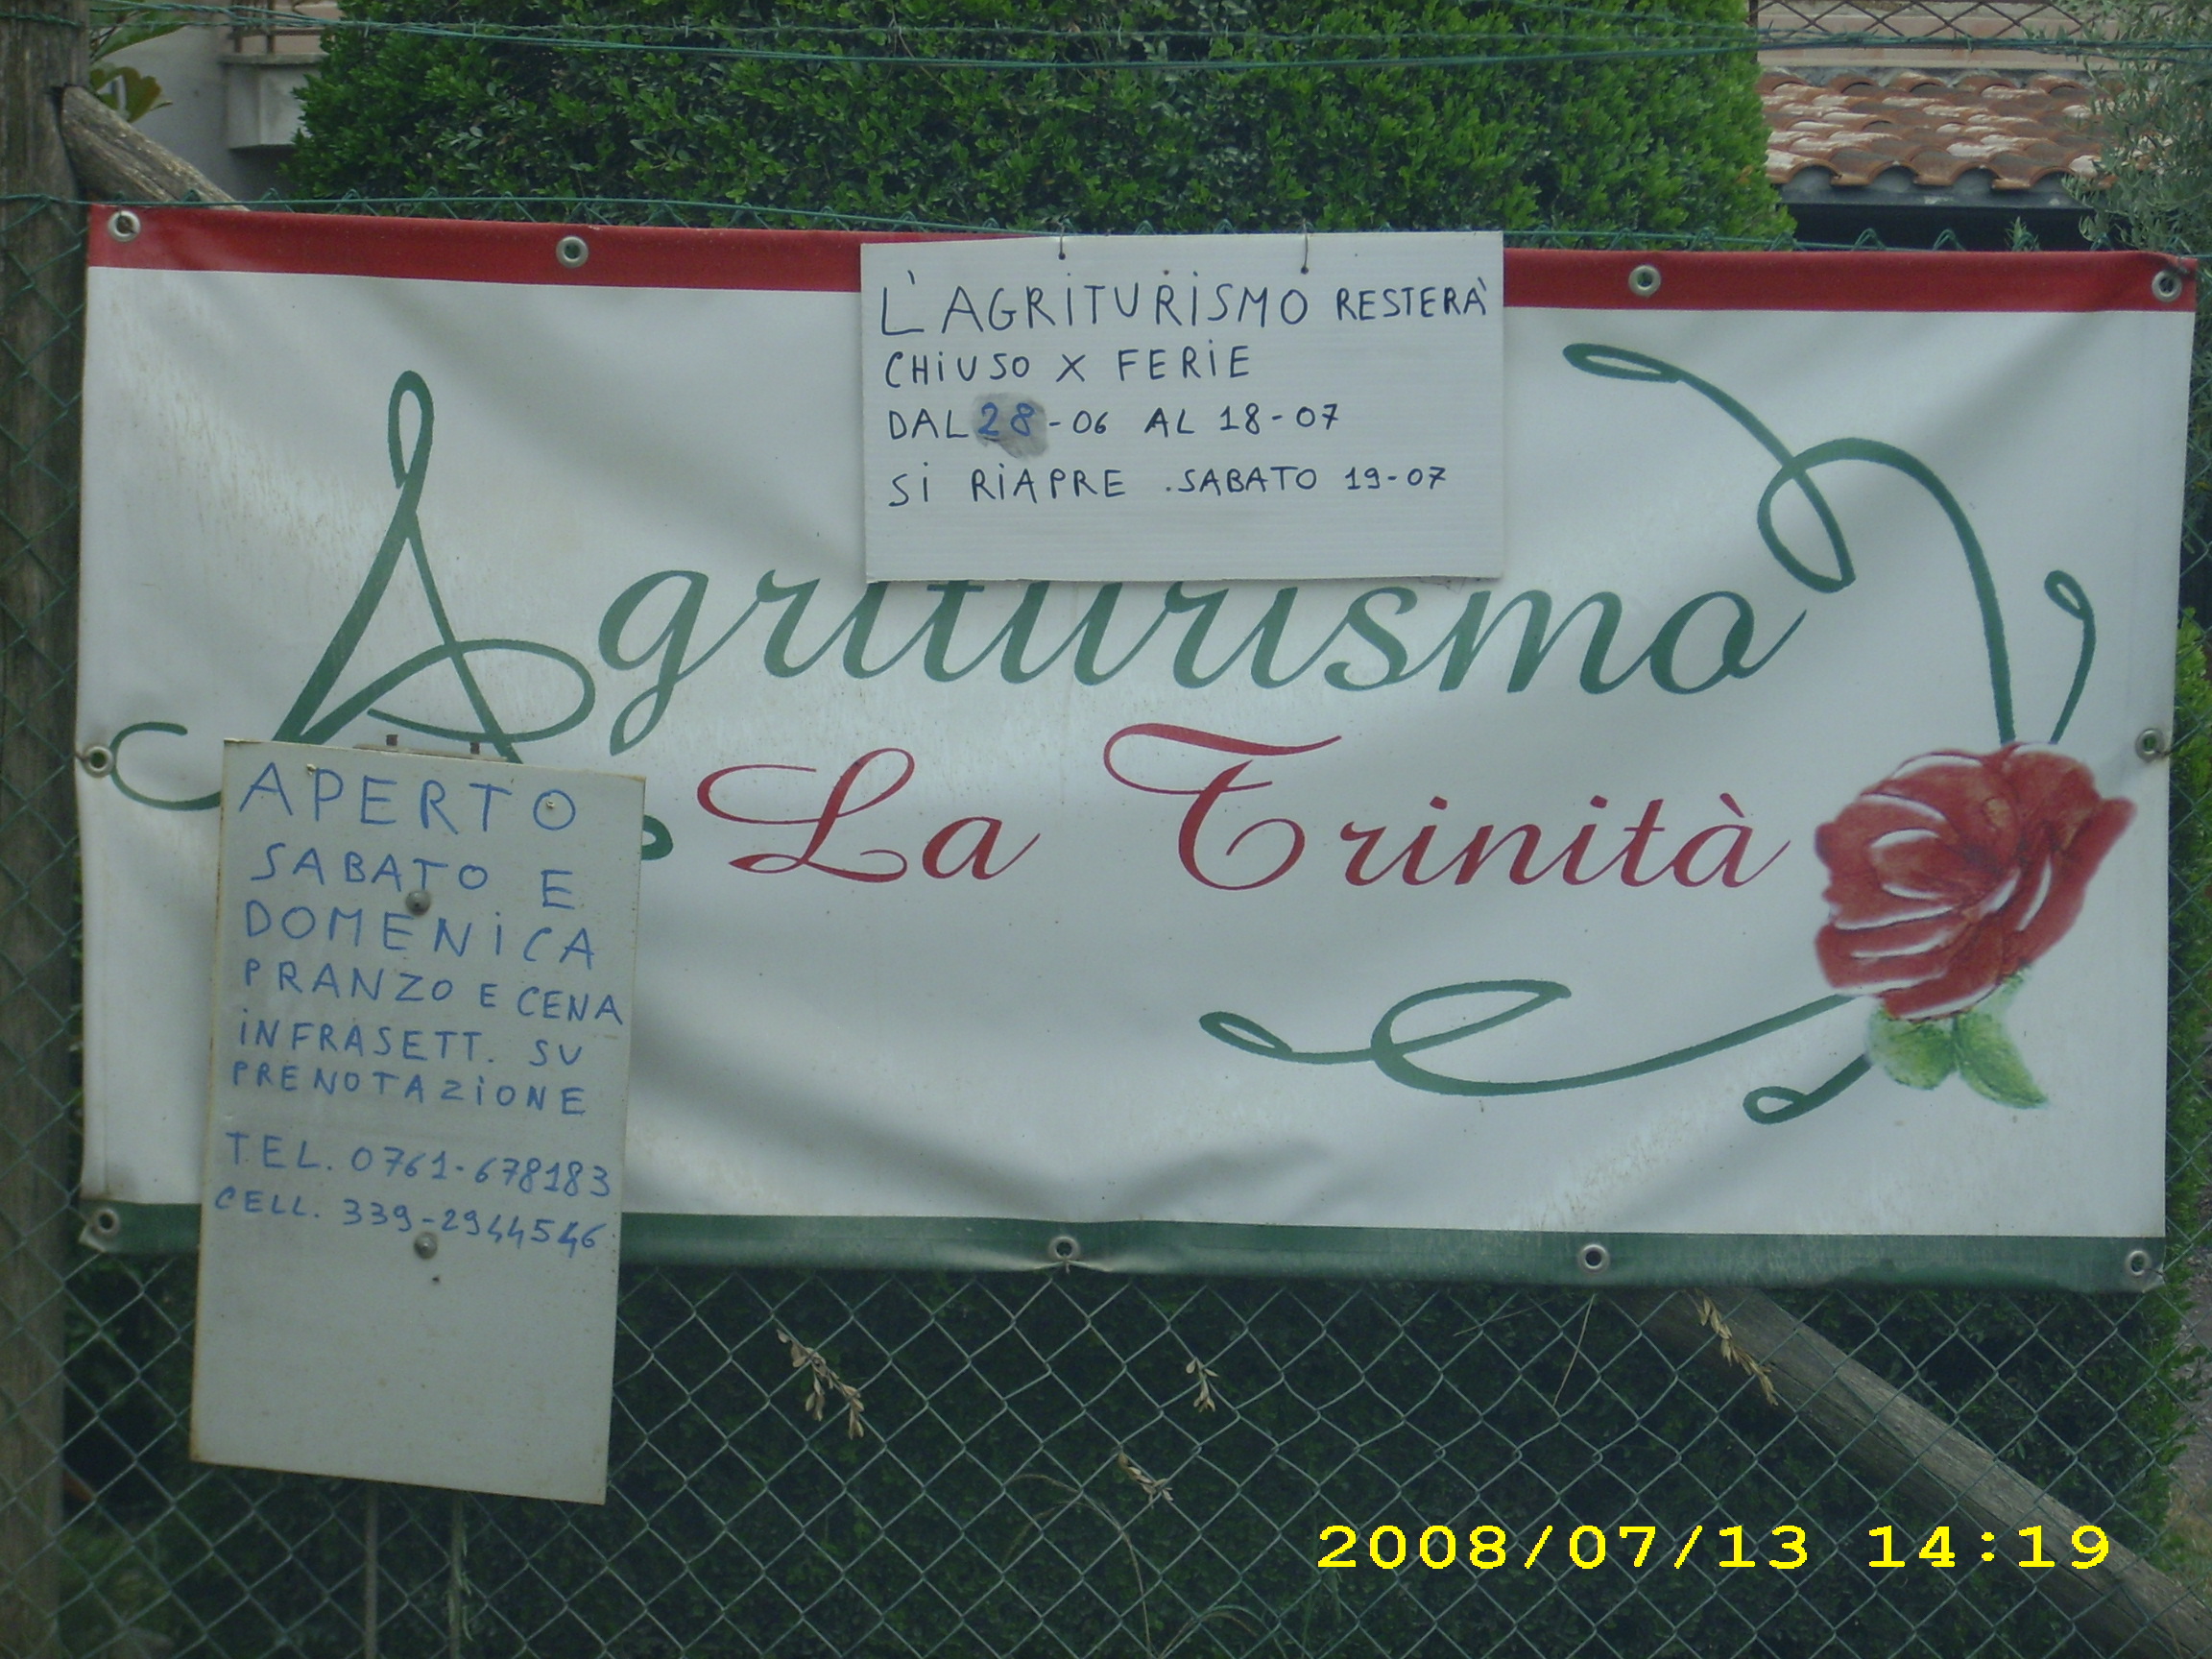 L'AGRITURISMO RESTERÀ
CHIUSO X FERIE
DAL 28-06 AL 18-07
SI RIAPRE SABATO 19-07
Agriturismo
La Trinità
APERTO
SABATO E
DOMENICA
PRANZO E CENA
INFRASETT. SU
PRENOTAZIONE
TEL. 0761-678183
CELL. 339-2944546
2008/07/13 14:19